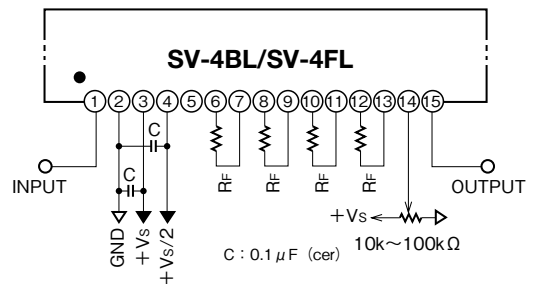 SV-4BL/SV-4FL
1 2 3 4 5 6 7 8 9 10 11 12 13 14 15
C
C
INPUT
GND
+Vs
+Vs/2
RF
RF
RF
RF
OUTPUT
+Vs
10k～100kΩ
C : 0.1μF (cer)